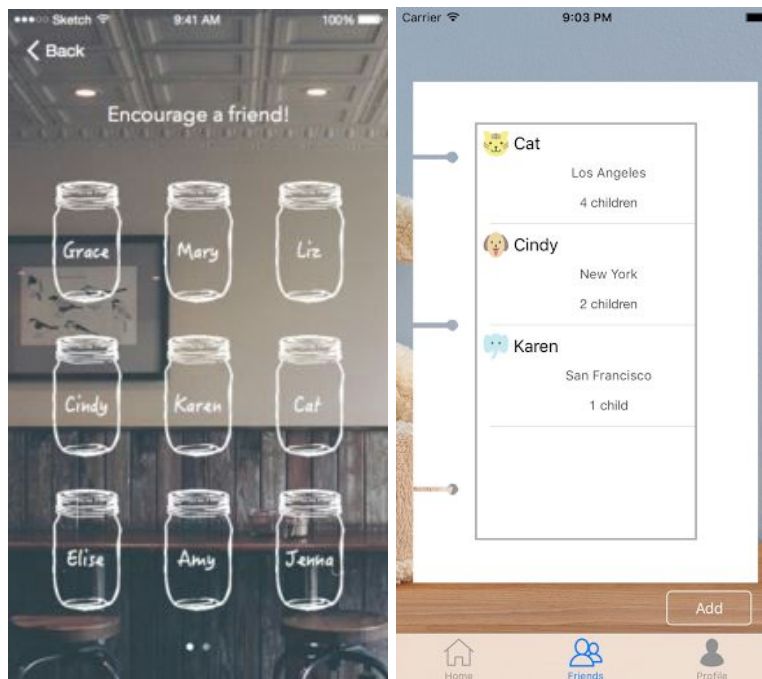 Sketch 9:41 AM 100%
Back
Encourage a friend!
Grace Mary Liz
Cindy Karen Cat
Elise Amy Jenna
Carrier 9:03 PM
Cat
Los Angeles
4 children
Cindy
New York
2 children
Karen
San Francisco
1 child
Add
Home Friends Profile